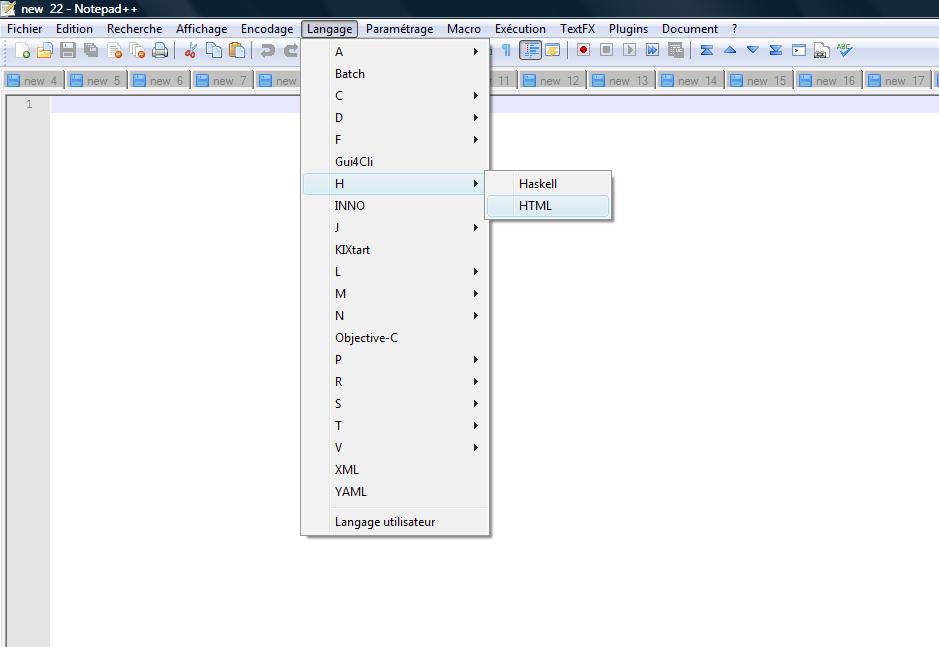 new 22 - Notepad++
Fichier Edition Recherche Affichage Encodage Langage Paramétrage Macro Exécution TextFX Plugins Document ?
ABC
new 4 new 5 new 6 new 7 new 11 new 12 new 13 new 14 new 15 new 16 new 17
1
A
Batch
C
D
F
Gui4Cli
H
Haskell
HTML
INNO
J
KIXtart
L
M
N
Objective-C
P
R
S
T
V
XML
YAML
Langage utilisateur